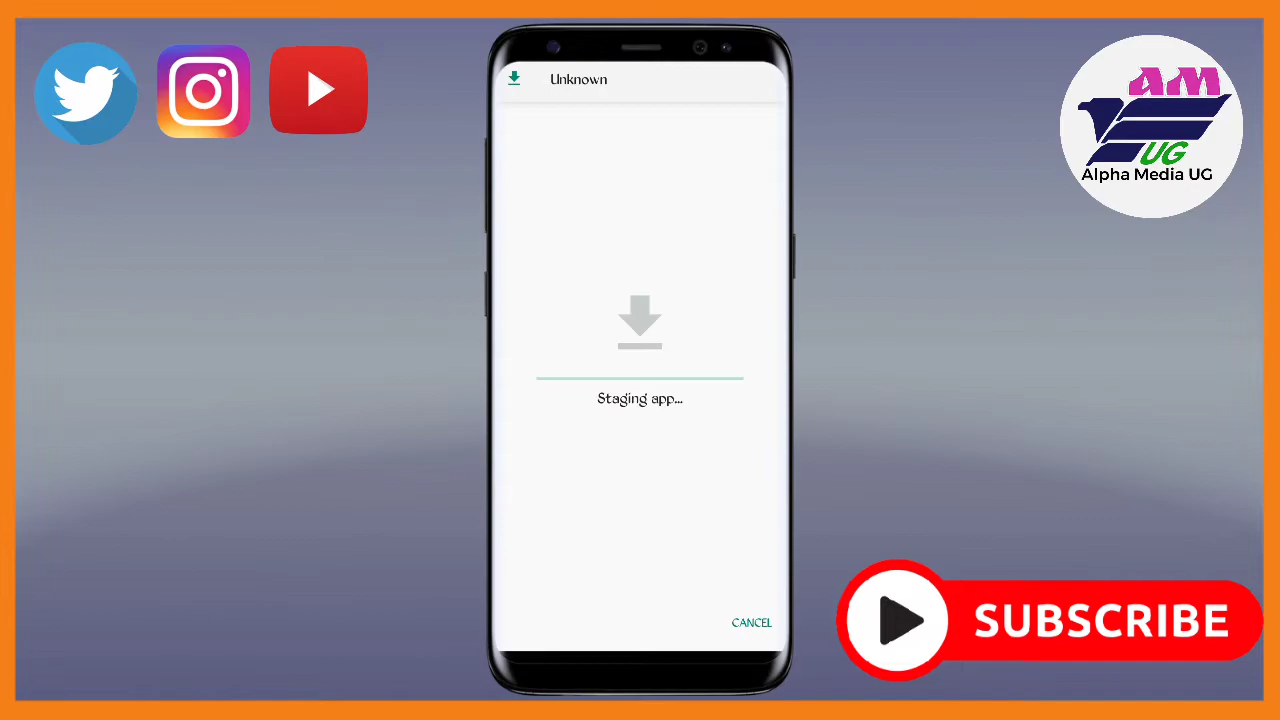 Unknown
AM
UG
Alpha Media UG
Staging app...
CANCEL
SUBSCRIBE